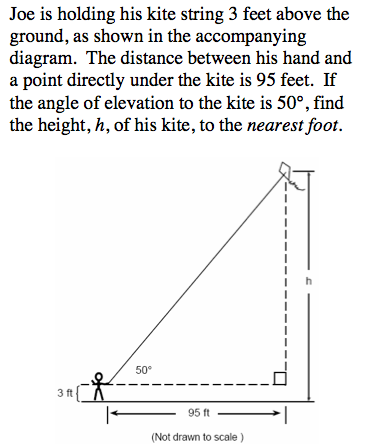 Joe is holding his kite string 3 feet above the
ground, as shown in the accompanying
diagram.  The distance between his hand and
a point directly under the kite is 95 feet.  If
the angle of elevation to the kite is 50°, find
the height, h, of his kite, to the nearest foot.
h
50°
3 ft
95 ft
(Not drawn to scale )